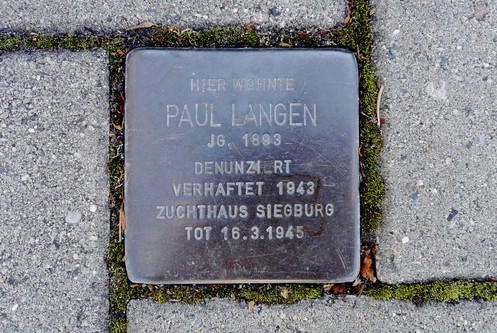 HIER WOHNTE
PAUL LANGEN
JG. 1893
DENUNZIERT
VERHAFTET 1943
ZUCHTHAUS SIEGBURG
TOT 16.3.1945